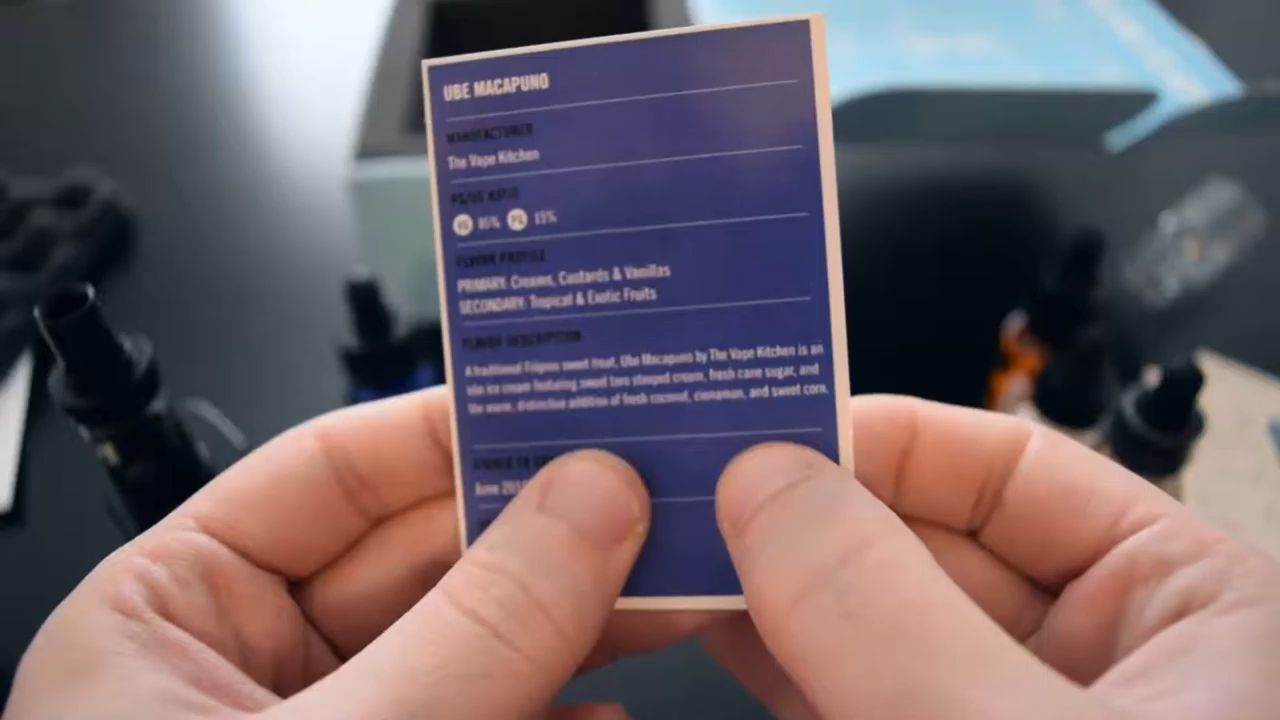 UBE MACAPUNO
MANUFACTURER
The Vape Kitchen
PG/VG RATIO
VG 85% PG 15%
FLAVOR PROFILE
PRIMARY: Creams, Custards & Vanillas
SECONDARY: Tropical & Exotic Fruits
FLAVOR DESCRIPTION
A traditional Filipino sweet treat, Ube Macapuno by The Vape Kitchen is an
ube ice cream featuring sweet taro steeped cream, fresh cane sugar, and
the warm, distinctive addition of fresh coconut, cinnamon, and sweet corn.
June